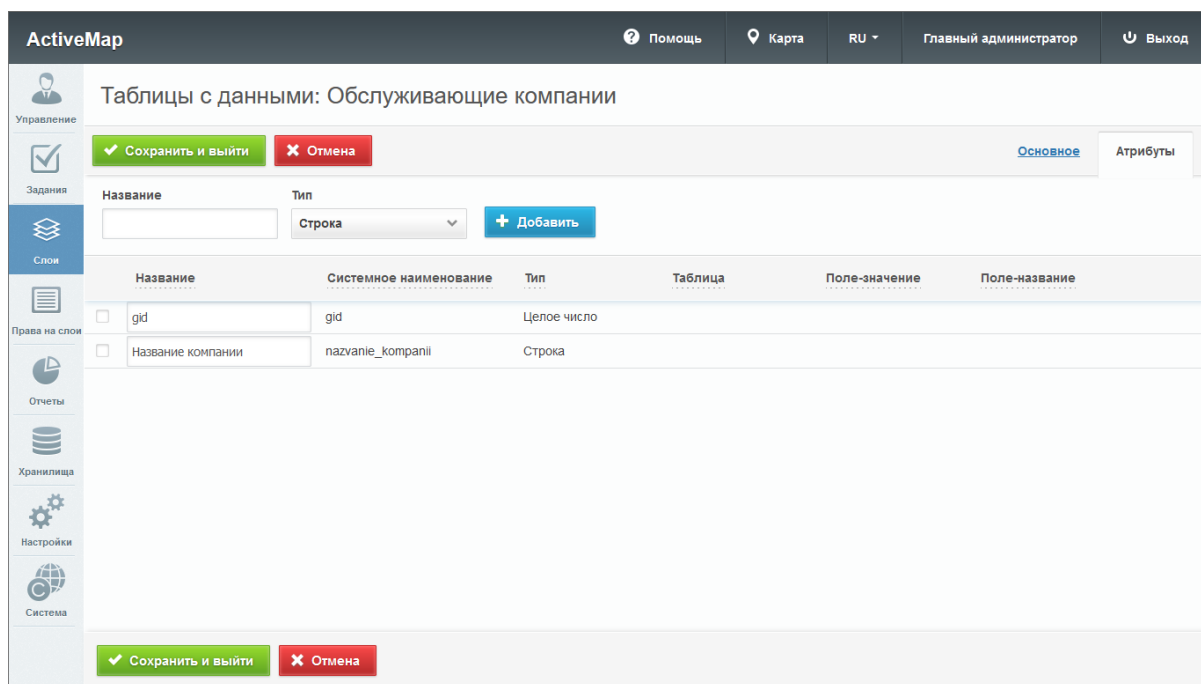 ActiveMap
Помощь
Карта
RU
Главный администратор
Выход
Управление
Задания
Слои
Права на слои
Отчеты
Хранилища
Настройки
Система
Таблицы с данными: Обслуживающие компании
Сохранить и выйти
Отмена
Основное
Атрибуты
Название
Тип
Строка
Добавить
Название
Системное наименование
Тип
Таблица
Поле-значение
Поле-название
gid
gid
Целое число
Название компании
nazvanie_kompanii
Строка
Сохранить и выйти
Отмена